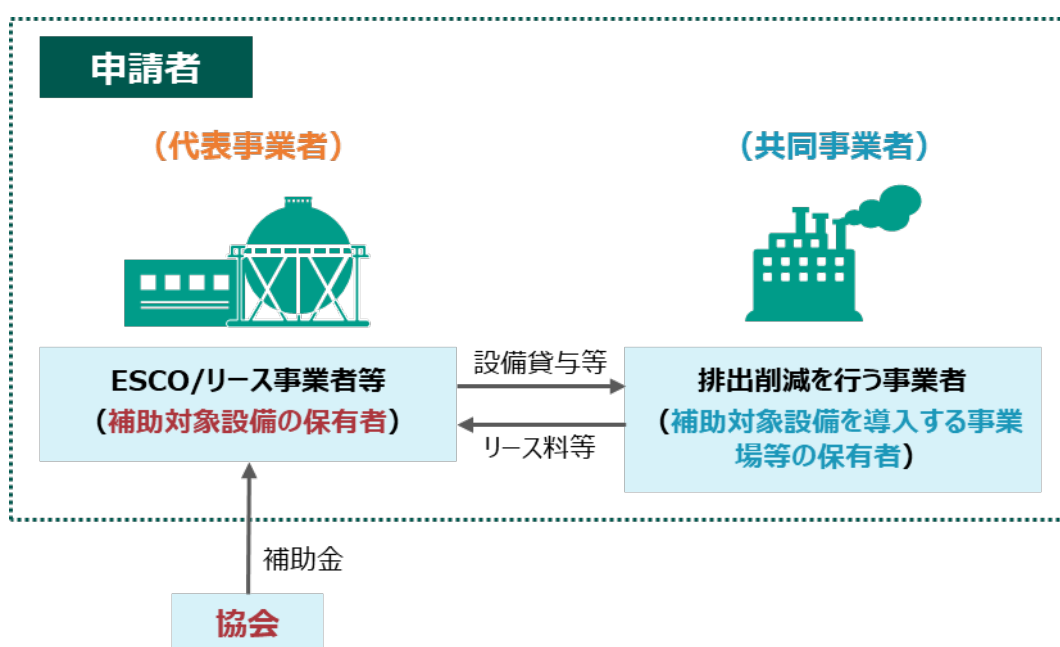 申請者
（代表事業者）
（共同事業者）
ESCO/リース事業者等
（補助対象設備の保有者）
設備貸与等
リース料等
排出削減を行う事業者
（補助対象設備を導入する事業
場等の保有者）
補助金
協会